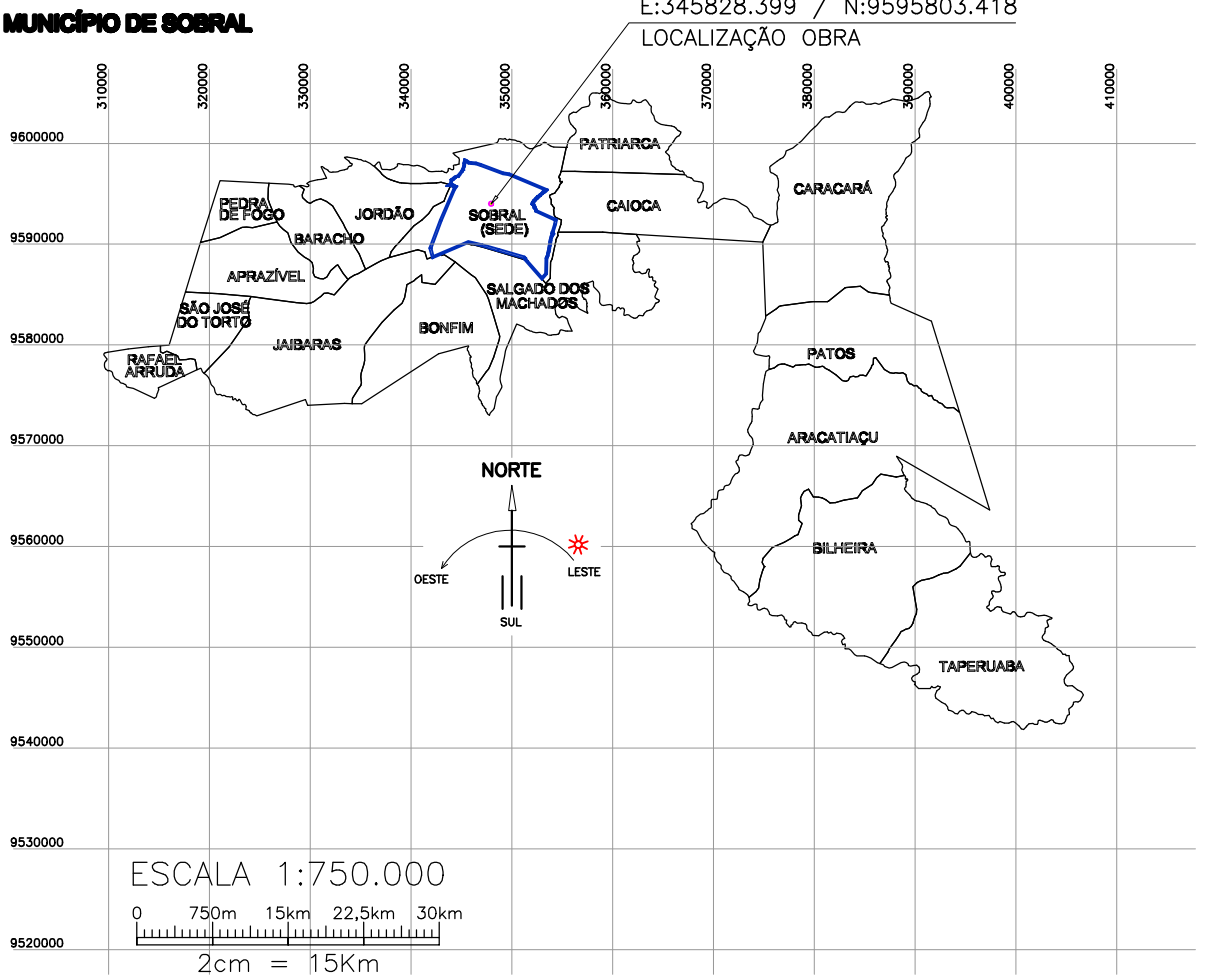 E:345828.399 / N:9595803.418
MUNICÍPIO DE SOBRAL
LOCALIZAÇÃO OBRA
310000
320000
330000
340000
350000
360000
370000
380000
390000
400000
410000
9600000
PATRIARCA
CARACARÁ
PEDRA
DE FOGO
JORDÃO
SOBRAL
(SEDE)
CAIOCA
BARACHO
9590000
APRAZÍVEL
SALGADO DOS
MACHADOS
SÃO JOSÉ
DO TORTO
BONFIM
JAIBARAS
9580000
PATOS
RAFAEL
ARRUDA
9570000
ARACATIAÇU
NORTE
9560000
BILHEIRA
OESTE
LESTE
SUL
9550000
TAPERUABA
9540000
9530000
ESCALA 1:750.000
0 750m 15km 22,5km 30km
9520000
2cm = 15Km